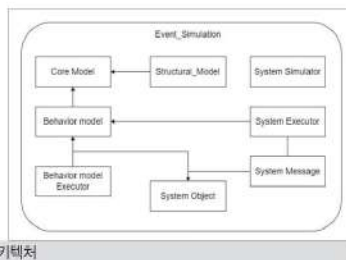 Event_Simulation
Core Model
Structural_Model
System Simulator
Behavior model
System Executor
Behavior model
Executor
System Object
System Message
키텍처